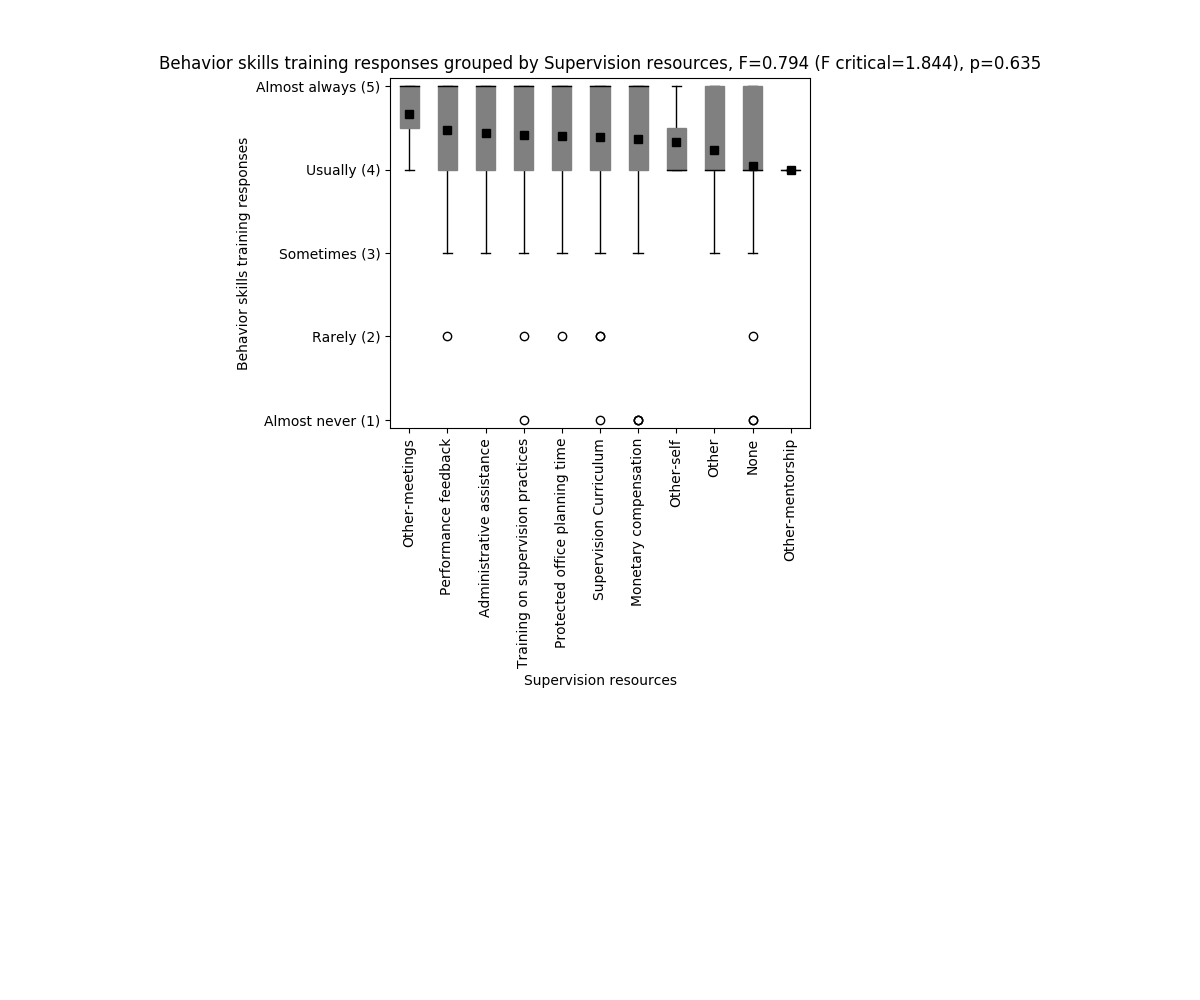 Behavior skills training responses grouped by Supervision resources, F=0.794 (F critical=1.844), p=0.635
Behavior skills training responses
Almost always (5)
Usually (4)
Sometimes (3)
Rarely (2)
Almost never (1)
Other-meetings
Performance feedback
Administrative assistance
Training on supervision practices
Protected office planning time
Supervision Curriculum
Monetary compensation
Other-self
Other
None
Other-mentorship
Supervision resources